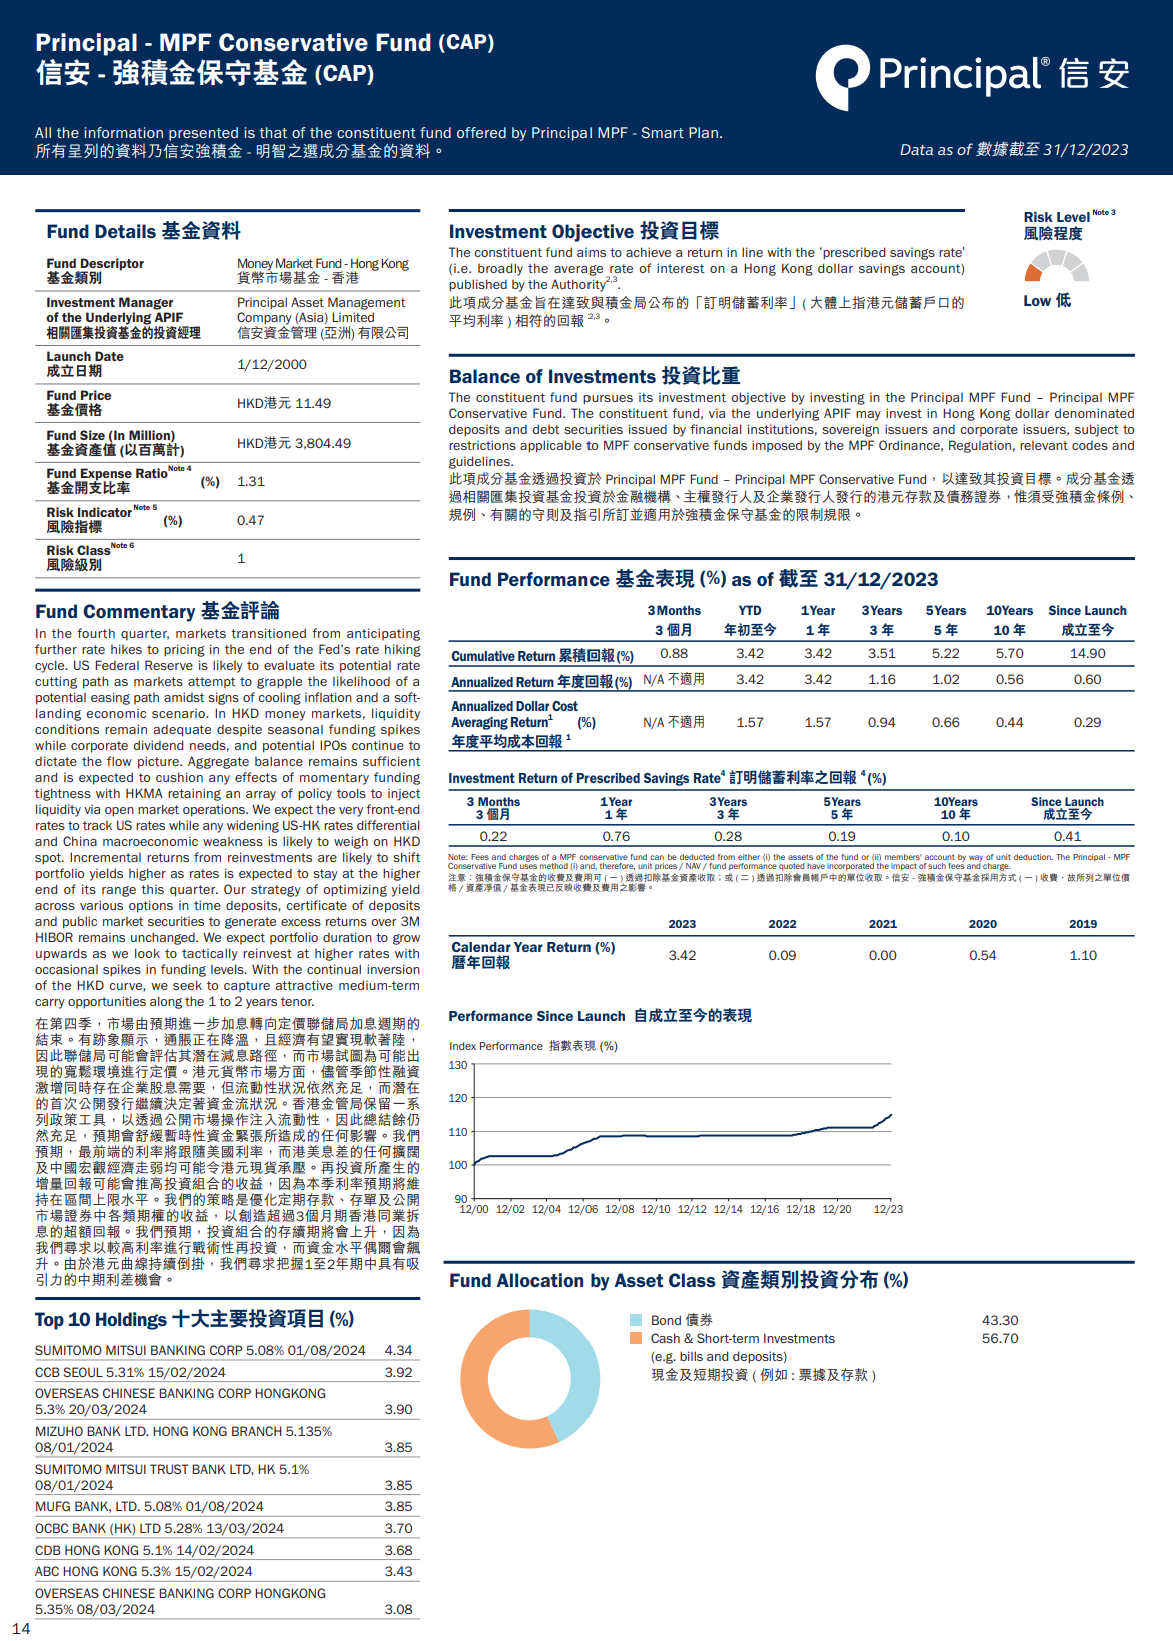 Principal - MPF Conservative Fund (CAP)
信安 - 強積金保守基金 (CAP)
Principal® 信安
All the information presented is that of the constituent fund offered by Principal MPF - Smart Plan.
所有呈列的資料乃信安強積金 - 明智之選成分基金的資料。
Data as of 數據截至 31/12/2023
Fund Details 基金資料
Fund Descriptor
基金類別
Money Market Fund - Hong Kong
貨幣市場基金 - 香港
Investment Manager
of the Underlying APIF
相關匯集投資基金的投資經理
Principal Asset Management
Company (Asia) Limited
信安資金管理 (亞洲) 有限公司
Launch Date
成立日期
1/12/2000
Fund Price
基金價格
HKD港元 11.49
Fund Size (In Million)
基金資產值 (以百萬計)
HKD港元 3,804.49
Fund Expense Ratio Note 4
基金開支比率
(%) 1.31
Risk Indicator Note 5
風險指標
(%) 0.47
Risk Class Note 6
風險級別
1
Fund Commentary 基金評論
In the fourth quarter, markets transitioned from anticipating
further rate hikes to pricing in the end of the Fed's rate hiking
cycle. US Federal Reserve is likely to evaluate its potential rate
cutting path as markets attempt to grapple the likelihood of a
potential easing path amidst signs of cooling inflation and a soft-
landing economic scenario. In HKD money markets, liquidity
conditions remain adequate despite seasonal funding spikes
while corporate dividend needs, and potential IPOs continue to
dictate the flow picture. Aggregate balance remains sufficient
and is expected to cushion any effects of momentary funding
tightness with HKMA retaining an array of policy tools to inject
liquidity via open market operations. We expect the very front-end
rates to track US rates while any widening US-HK rates differential
and China macroeconomic weakness is likely to weigh on HKD
spot. Incremental returns from reinvestments are likely to shift
portfolio yields higher as rates is expected to stay at the higher
end of its range this quarter. Our strategy of optimizing yield
across various options in time deposits, certificate of deposits
and public market securities to generate excess returns over 3M
HIBOR remains unchanged. We expect portfolio duration to grow
upwards as we look to tactically reinvest at higher rates with
occasional spikes in funding levels. With the continual inversion
of the HKD curve, we seek to capture attractive medium-term
carry opportunities along the 1 to 2 years tenor.
在第四季，市場由預期進一步加息轉向定價聯儲局加息週期的
結束。有跡象顯示，通脹正在降溫，且經濟有望實現軟著陸，
因此聯儲局可能會評估其潛在減息路徑，而市場試圖為可能出
現的寬鬆環境進行定價。港元貨幣市場方面，儘管季節性融資
激增同時存在企業股息需要，但流動性狀況依然充足，而潛在
的首次公開發行繼續決定著資金流狀況。香港金管局保留一系
列政策工具，以透過公開市場操作注入流動性，因此總結餘仍
然充足，預期會舒緩暫時性資金緊張所造成的任何影響。我們
預期，最前端的利率將跟隨美國利率，而港美息差的任何擴闊
及中國宏觀經濟走弱均可能令港元現貨承壓。再投資所產生的
增量回報可能會推高投資組合的收益，因為本季利率預期將維
持在區間上限水平。我們的策略是優化定期存款、存單及公開
市場證券中各類期權的收益，以創造超過3個月期香港同業拆
息的超額回報。我們預期，投資組合的存續期將會上升，因為
我們尋求以較高利率進行戰術性再投資，而資金水平偶爾會飆
升。由於港元曲線持續倒掛，我們尋求把握1至2年期中具有吸
引力的中期利差機會。
Top 10 Holdings 十大主要投資項目 (%)
SUMITOMO MITSUI BANKING CORP 5.08% 01/08/2024 4.34
CCB SEOUL 5.31% 15/02/2024 3.92
OVERSEAS CHINESE BANKING CORP HONGKONG
5.3% 20/03/2024 3.90
MIZUHO BANK LTD. HONG KONG BRANCH 5.135%
08/01/2024 3.85
SUMITOMO MITSUI TRUST BANK LTD, HK 5.1%
08/01/2024 3.85
MUFG BANK, LTD. 5.08% 01/08/2024 3.85
OCBC BANK (HK) LTD 5.28% 13/03/2024 3.70
CDB HONG KONG 5.1% 14/02/2024 3.68
ABC HONG KONG 5.3% 15/02/2024 3.43
OVERSEAS CHINESE BANKING CORP HONGKONG
5.35% 08/03/2024 3.08
14
Investment Objective 投資目標
The constituent fund aims to achieve a return in line with the 'prescribed savings rate'
(i.e. broadly the average rate of interest on a Hong Kong dollar savings account)
published by the Authority2,3.
此項成分基金旨在達致與積金局公布的「訂明儲蓄利率」( 大體上指港元儲蓄戶口的
平均利率 ) 相符的回報 2,3。
Risk Level Note 3
風險程度
Low 低
Balance of Investments 投資比重
The constituent fund pursues its investment objective by investing in the Principal MPF Fund – Principal MPF
Conservative Fund. The constituent fund, via the underlying APIF may invest in Hong Kong dollar denominated
deposits and debt securities issued by financial institutions, sovereign issuers and corporate issuers, subject to
restrictions applicable to MPF conservative funds imposed by the MPF Ordinance, Regulation, relevant codes and
guidelines.
此項成分基金透過投資於 Principal MPF Fund – Principal MPF Conservative Fund，以達致其投資目標。成分基金透
過相關匯集投資基金投資於金融機構、主權發行人及企業發行人發行的港元存款及債務證券，惟須受強積金條例、
規例、有關的守則及指引所訂並適用於強積金保守基金的限制規限。
Fund Performance 基金表現 (%) as of 截至 31/12/2023
3 Months YTD 1 Year 3 Years 5 Years 10 Years Since Launch
3 個月 年初至今 1 年 3 年 5 年 10 年 成立至今
Cumulative Return 累積回報 (%) 0.88 3.42 3.42 3.51 5.22 5.70 14.90
Annualized Return 年度回報 (%) N/A 不適用 3.42 3.42 1.16 1.02 0.56 0.60
Annualized Dollar Cost
Averaging Return1 (%) N/A 不適用 1.57 1.57 0.94 0.66 0.44 0.29
年度平均成本回報 1
Investment Return of Prescribed Savings Rate4 訂明儲蓄利率之回報 4 (%)
3 Months 1 Year 3 Years 5 Years 10 Years Since Launch
3 個月 1 年 3 年 5 年 10 年 成立至今
0.22 0.76 0.28 0.19 0.10 0.41
Note: Fees and charges of a MPF conservative fund can be deducted from either (i) the assets of the fund or (ii) members' account by way of unit deduction. The Principal - MPF
Conservative Fund uses method (i) and, therefore, unit prices / NAV / fund performance quoted have incorporated the impact of such fees and charge.
注意：強積金保守基金的收費及費用可 ( 一 ) 透過扣除基金資產收取；或 ( 二 ) 透過扣除會員帳戶中的單位收取。信安 - 強積金保守基金採用方式 ( 一 ) 收費，故所列之單位價
格 / 資產淨值 / 基金表現已反映收費及費用之影響。
2023 2022 2021 2020 2019
Calendar Year Return (%)
曆年回報
3.42 0.09 0.00 0.54 1.10
Performance Since Launch 自成立至今的表現
Index Performance 指數表現 (%)
130
120
110
100
90
12/00 12/02 12/04 12/06 12/08 12/10 12/12 12/14 12/16 12/18 12/20 12/23
Fund Allocation by Asset Class 資產類別投資分布 (%)
Bond 債券 43.30
Cash & Short-term Investments 56.70
(e.g. bills and deposits)
現金及短期投資 ( 例如 : 票據及存款 )